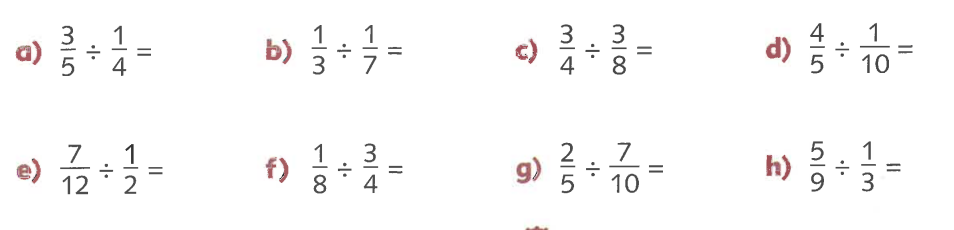 a) 3/5 ÷ 1/4 = b) 1/3 ÷ 1/7 = c) 3/4 ÷ 3/8 = d) 4/5 ÷ 1/10 =
e) 7/12 ÷ 1/2 = f) 1/8 ÷ 3/4 = g) 2/5 ÷ 7/10 = h) 5/9 ÷ 1/3 =